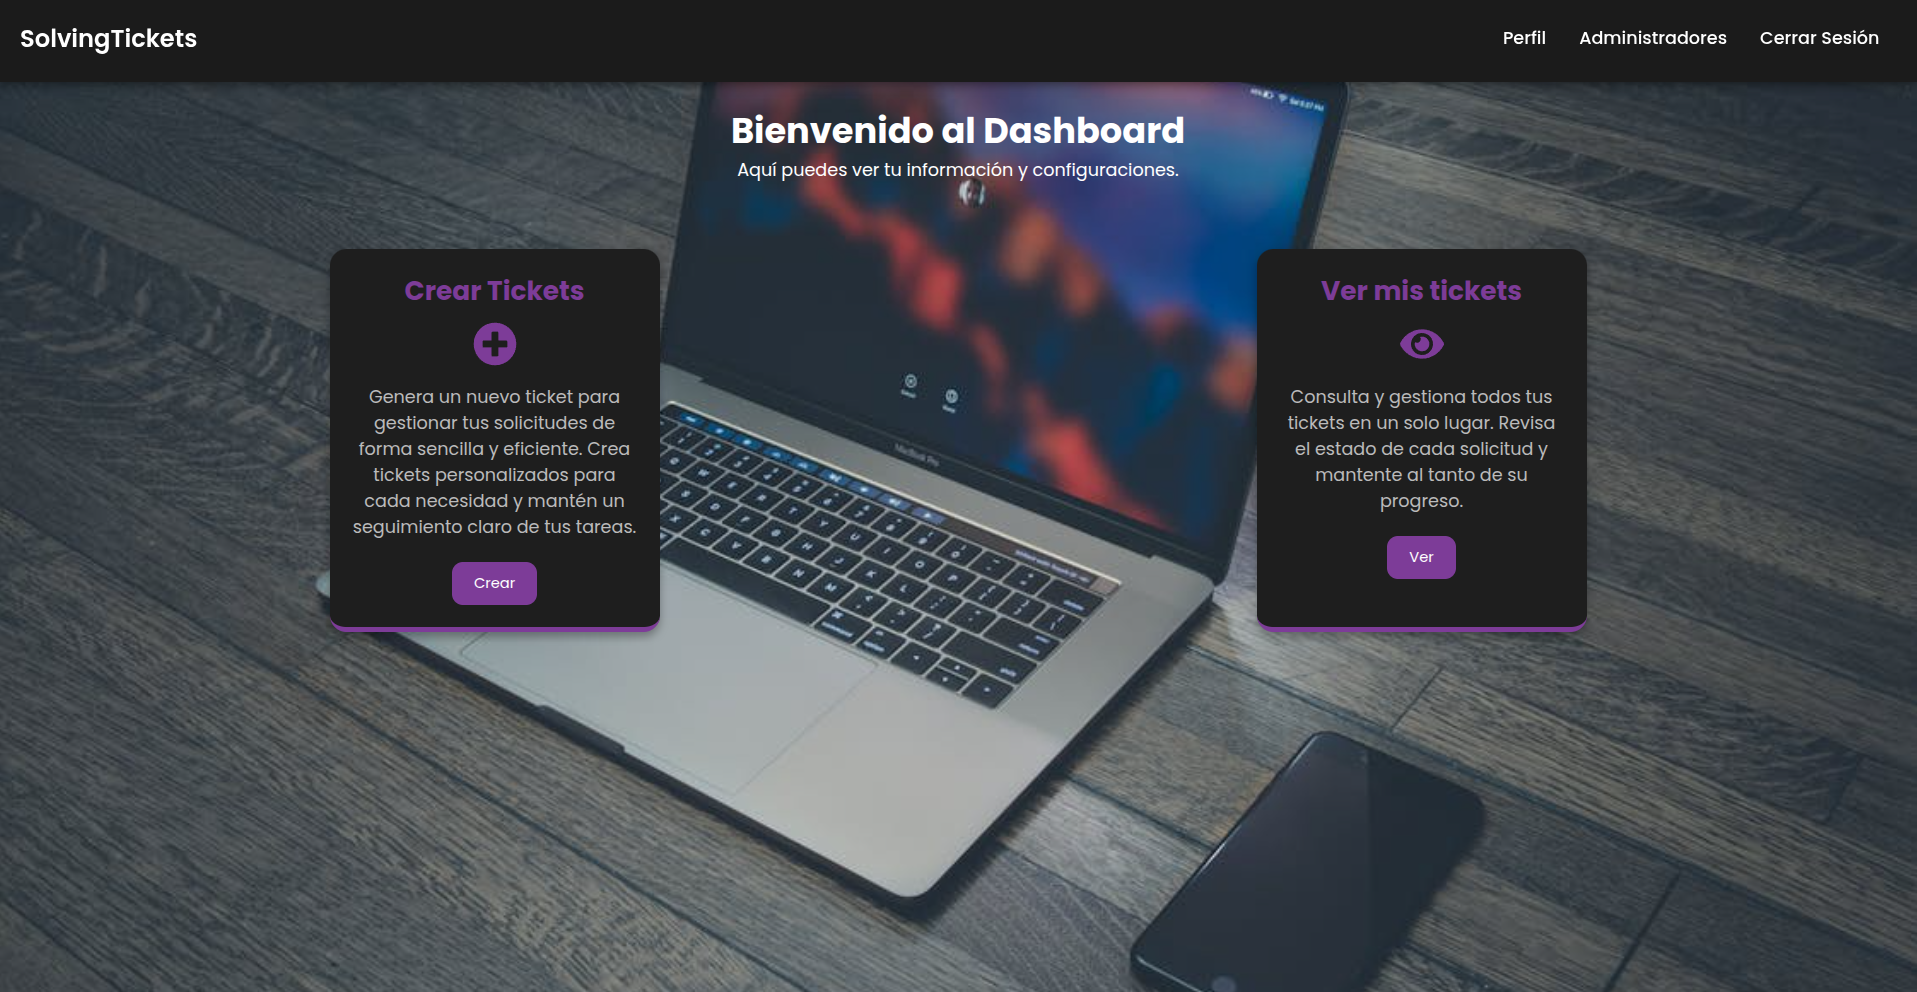 SolvingTickets
Perfil
Administradores
Cerrar Sesión
Bienvenido al Dashboard
Aquí puedes ver tu información y configuraciones.
Crear Tickets
Genera un nuevo ticket para
gestionar tus solicitudes de
forma sencilla y eficiente. Crea
tickets personalizados para
cada necesidad y mantén un
seguimiento claro de tus tareas.
Crear
Ver mis tickets
Consulta y gestiona todos tus
tickets en un solo lugar. Revisa
el estado de cada solicitud y
mantente al tanto de su
progreso.
Ver
MacBook Pro